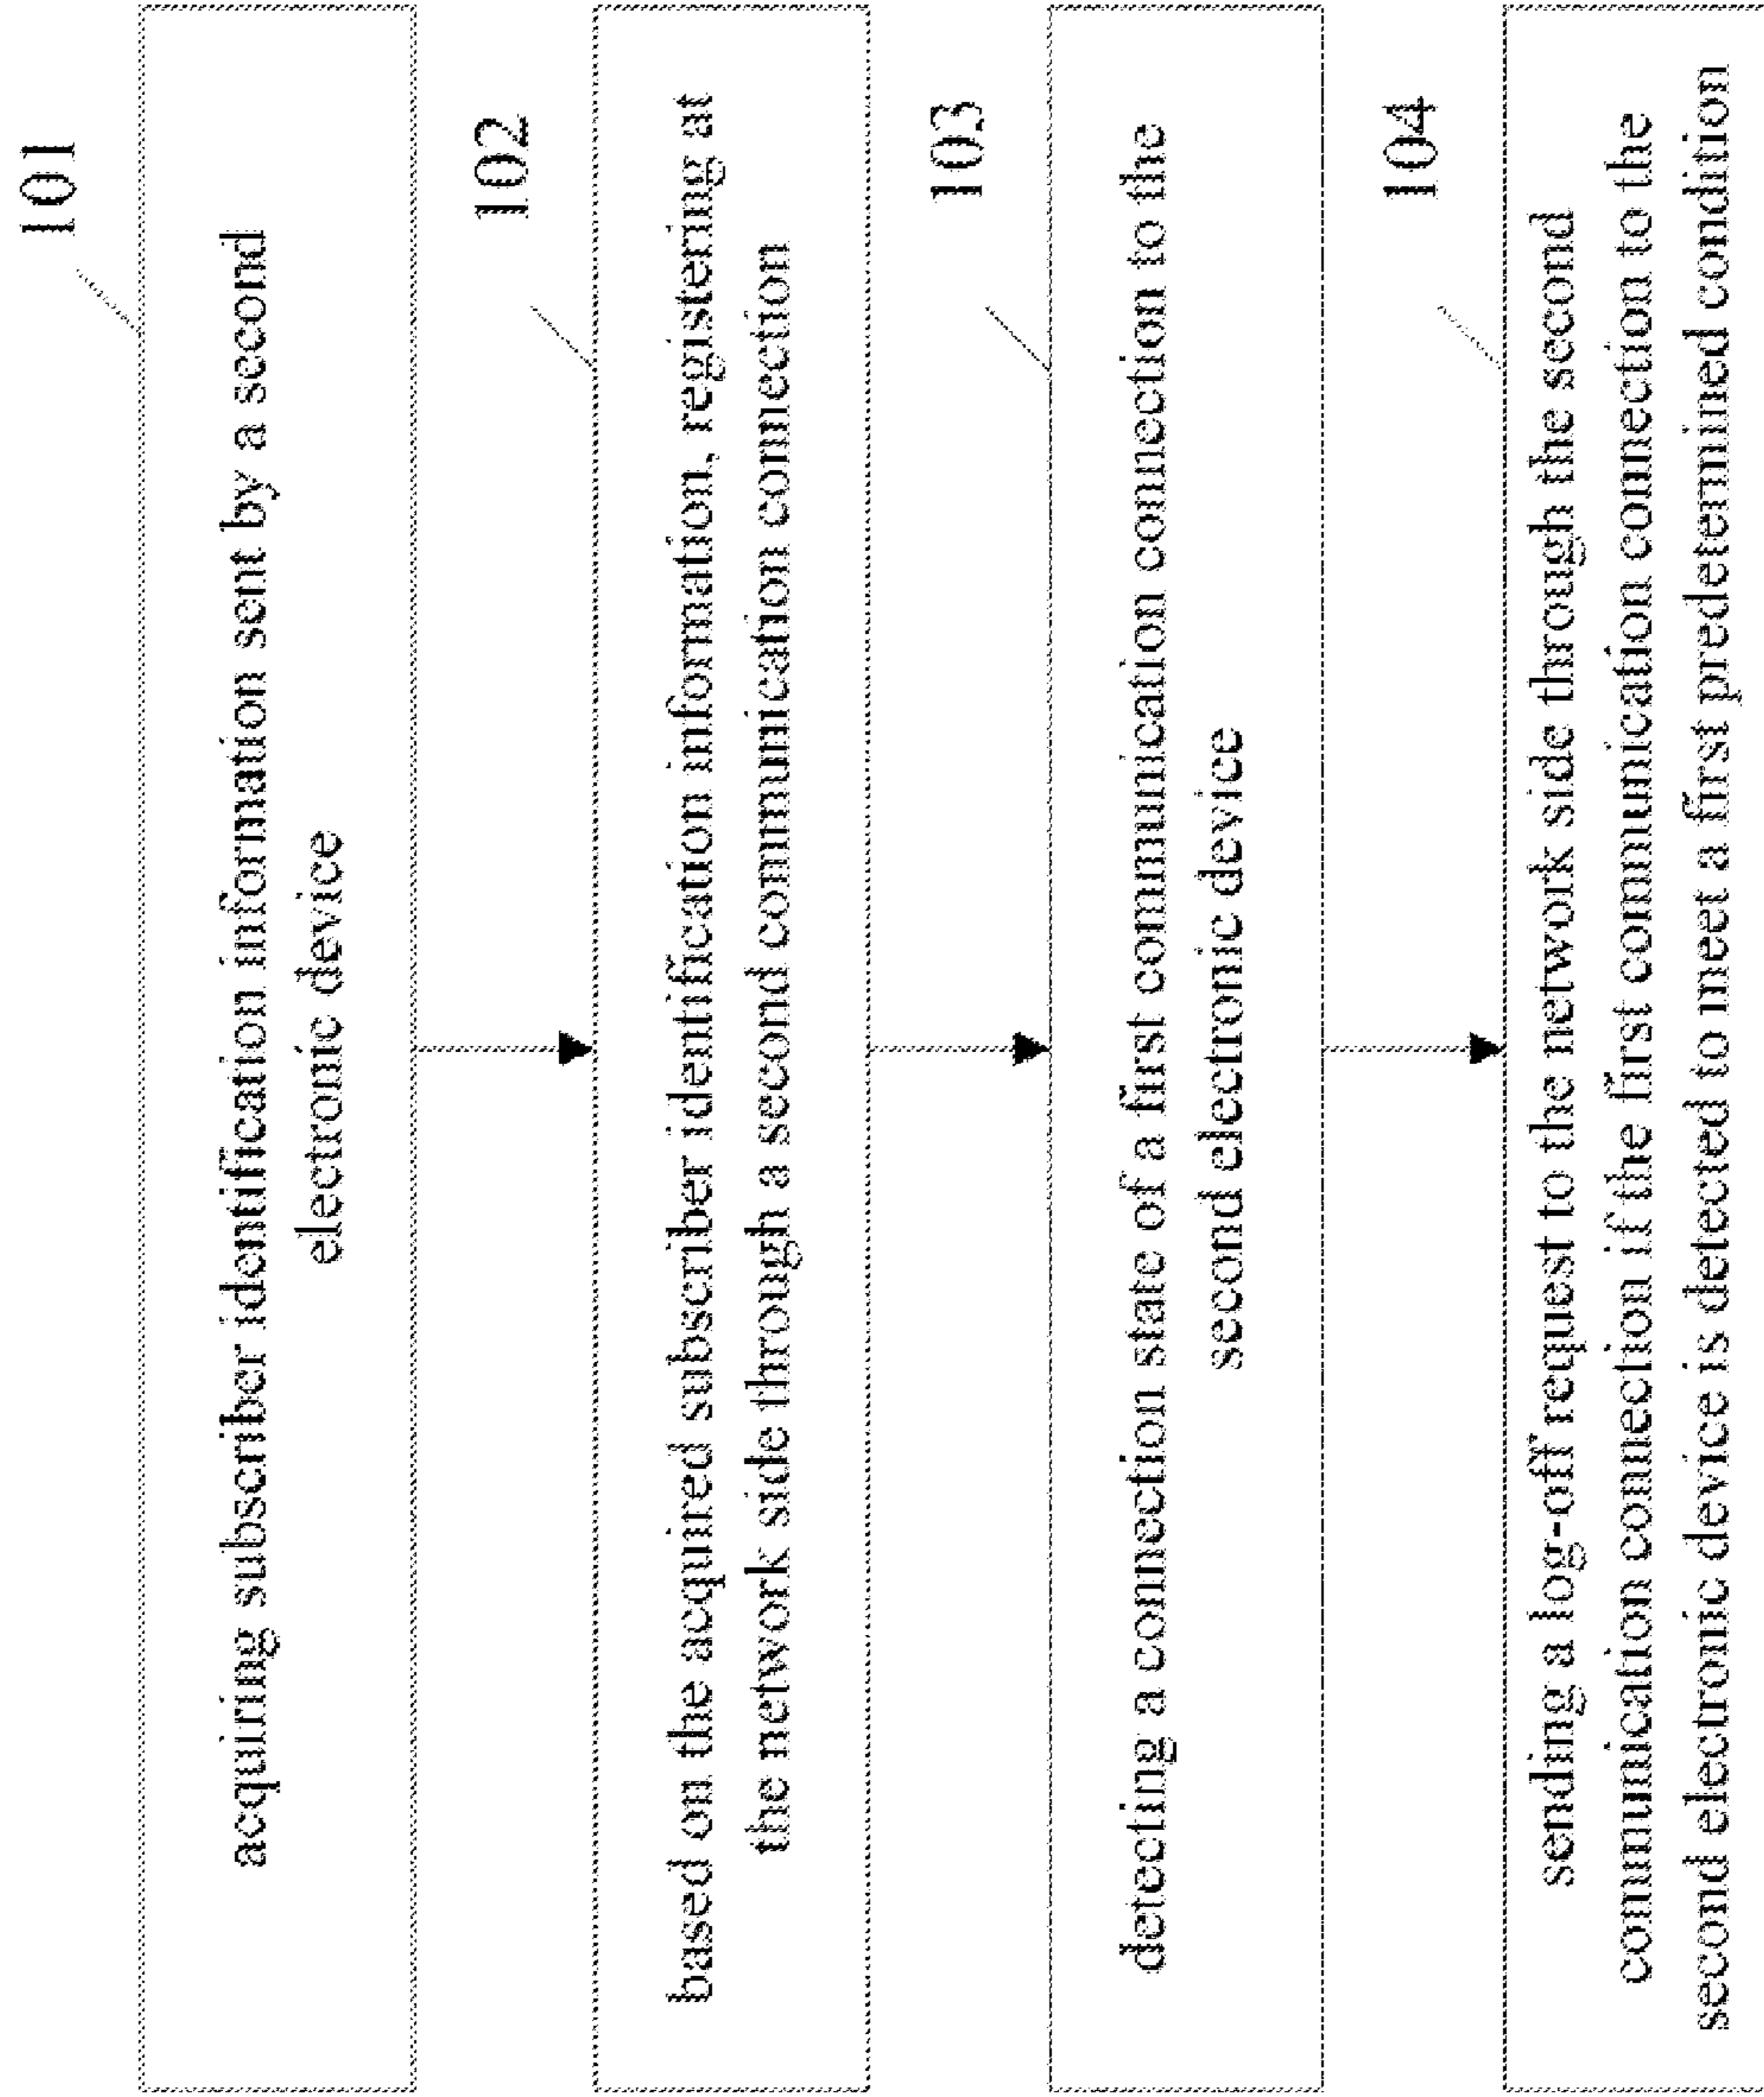 101
acquiring subscriber identification information sent by a second
electronic device
102
based on the acquired subscriber identification information, registering at
the network side through a second communication connection
103
detecting a connection state of a first communication connection to the
second electronic device
104
sending a log-off request to the network side through the second
communication connection if the first communication connection to the
second electronic device is detected to meet a first predetermined condition